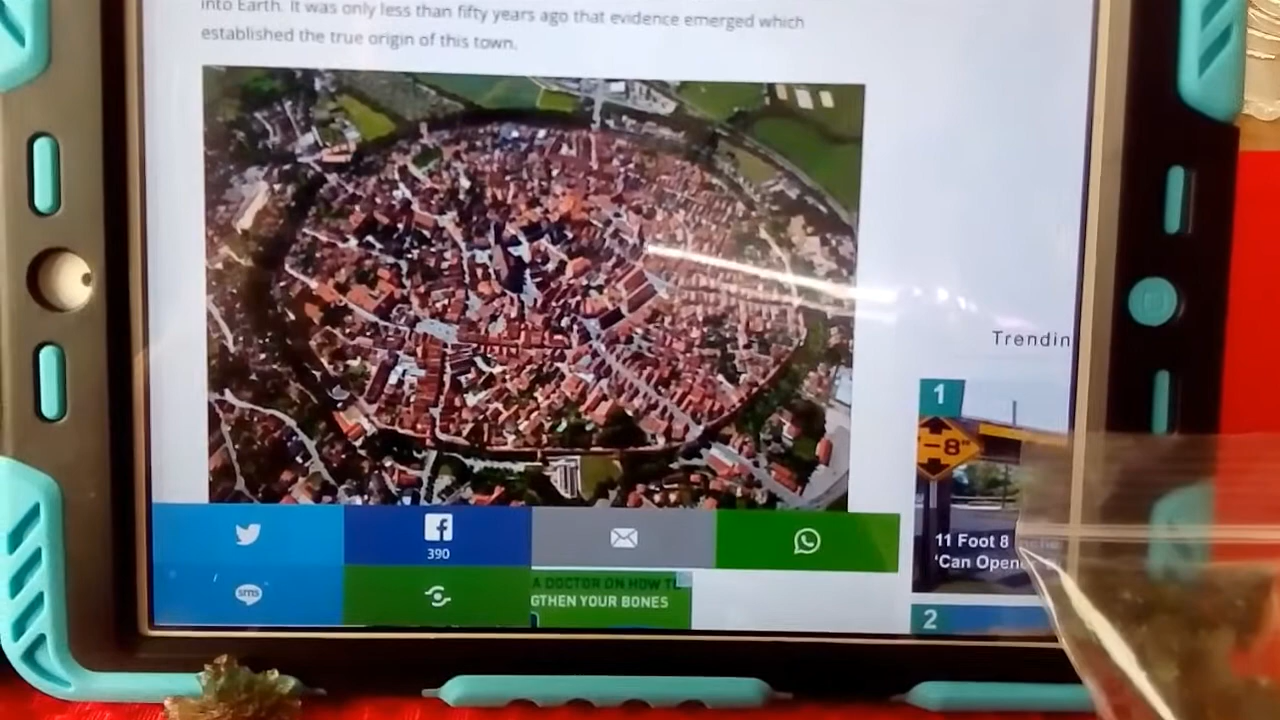 into Earth. It was only less than fifty years ago that evidence emerged which
established the true origin of this town.
Trendin
1
-8"
11 Foot 8
'Can Open
390
sms
A DOCTOR ON HOW T
GTHEN YOUR BONES
2